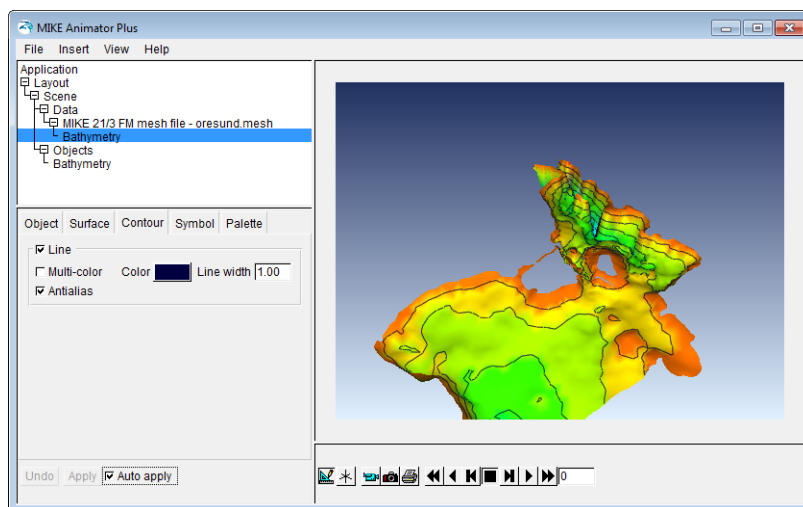 MIKE Animator Plus
File Insert View Help
Application
Layout
Scene
Data
MIKE 21/3 FM mesh file - oresund.mesh
Bathymetry
Objects
Bathymetry
Object Surface Contour Symbol Palette
Line
Multi-color Color Line width 1.00
Antialias
Undo Apply Auto apply
0